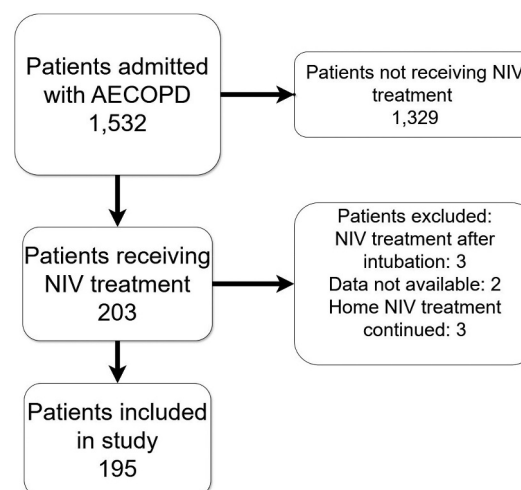 Patients admitted
with AECOPD
1,532
Patients not receiving NIV
treatment
1,329
Patients receiving
NIV treatment
203
Patients excluded:
NIV treatment after
intubation: 3
Data not available: 2
Home NIV treatment
continued: 3
Patients included
in study
195